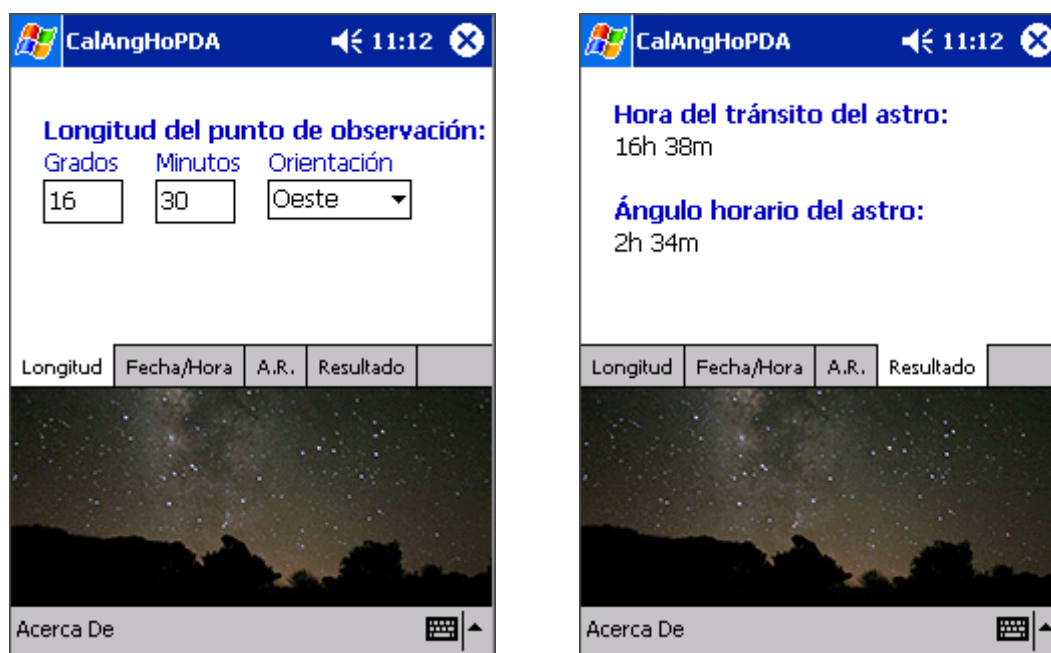 CalAngHoPDA 11:12
Longitud del punto de observación:
Grados Minutos Orientación
16 30 Oeste
Longitud Fecha/Hora A.R. Resultado
Acerca De
CalAngHoPDA 11:12
Hora del tránsito del astro:
16h 38m
Ángulo horario del astro:
2h 34m
Longitud Fecha/Hora A.R. Resultado
Acerca De